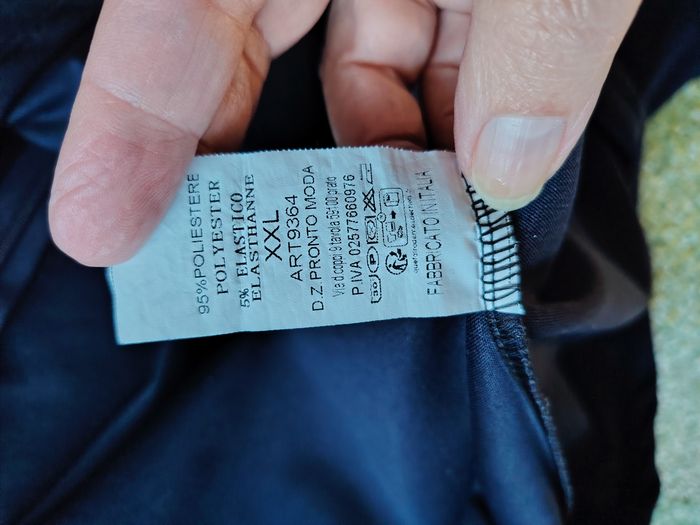 95%POLIESTERE
POLYESTER
5% ELASTICO
ELASTHANNE
XXL
ART9364
D.Z PRONTO MODA
P.IVA 02577660976
FABBRICATO IN ITALIA